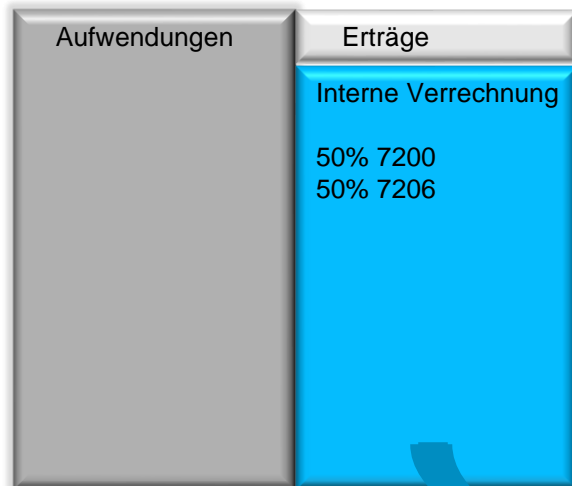 Aufwendungen
Erträge
Interne Verrechnung
50% 7200
50% 7206